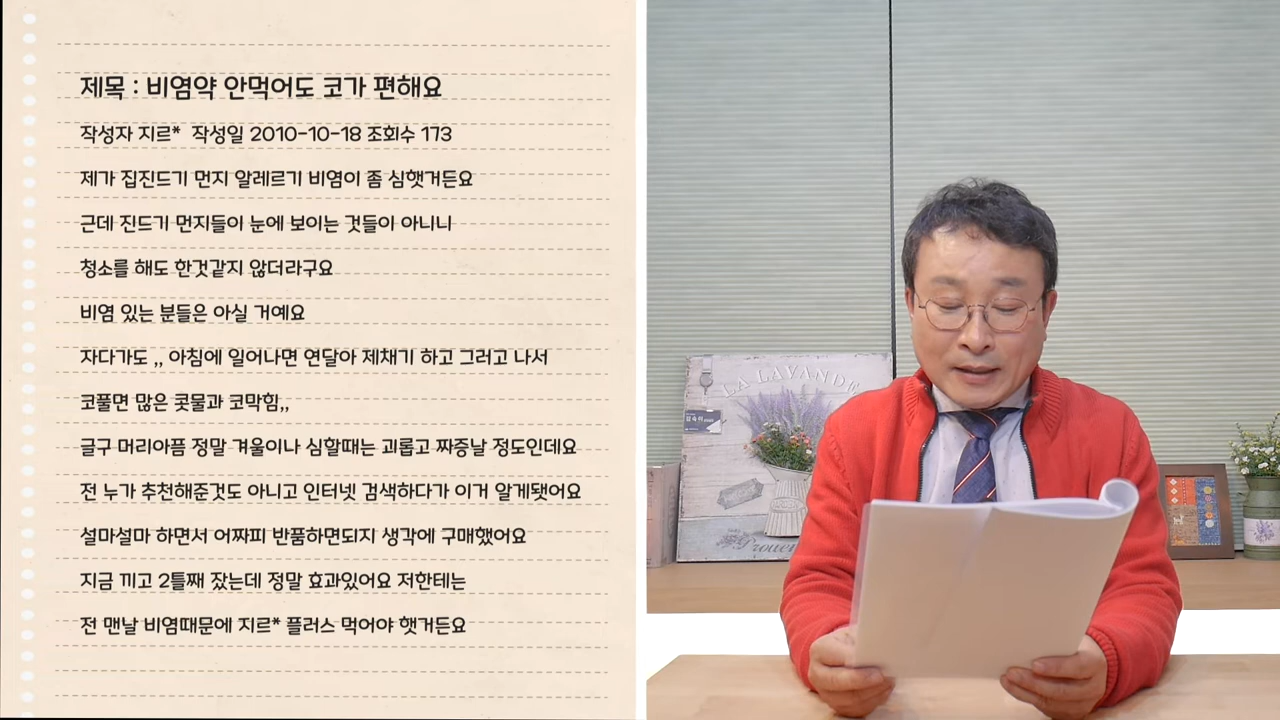 제목 : 비염약 안먹어도 코가 편해요
작성자 지르* 작성일 2010-10-18 조회수 173
제가 집진드기 먼지 알레르기 비염이 좀 심햇거든요
근데 진드기 먼지들이 눈에 보이는 것들이 아니니
청소를 해도 한것같지 않더라구요
비염 있는 분들은 아실 거예요
자다가도 ,, 아침에 일어나면 연달아 제채기 하고 그러고 나서
코풀면 많은 콧물과 코막힘,,
글구 머리아픔 정말 겨울이나 심할때는 괴롭고 짜증날 정도인데요
전 누가 추천해준것도 아니고 인터넷 검색하다가 이거 알게됐어요
설마설마 하면서 어짜피 반품하면되지 생각에 구매했어요
지금 끼고 2틀째 잤는데 정말 효과있어요 저한테는
전 맨날 비염때문에 지르* 플러스 먹어야 햇거든요
LA LAVANDE